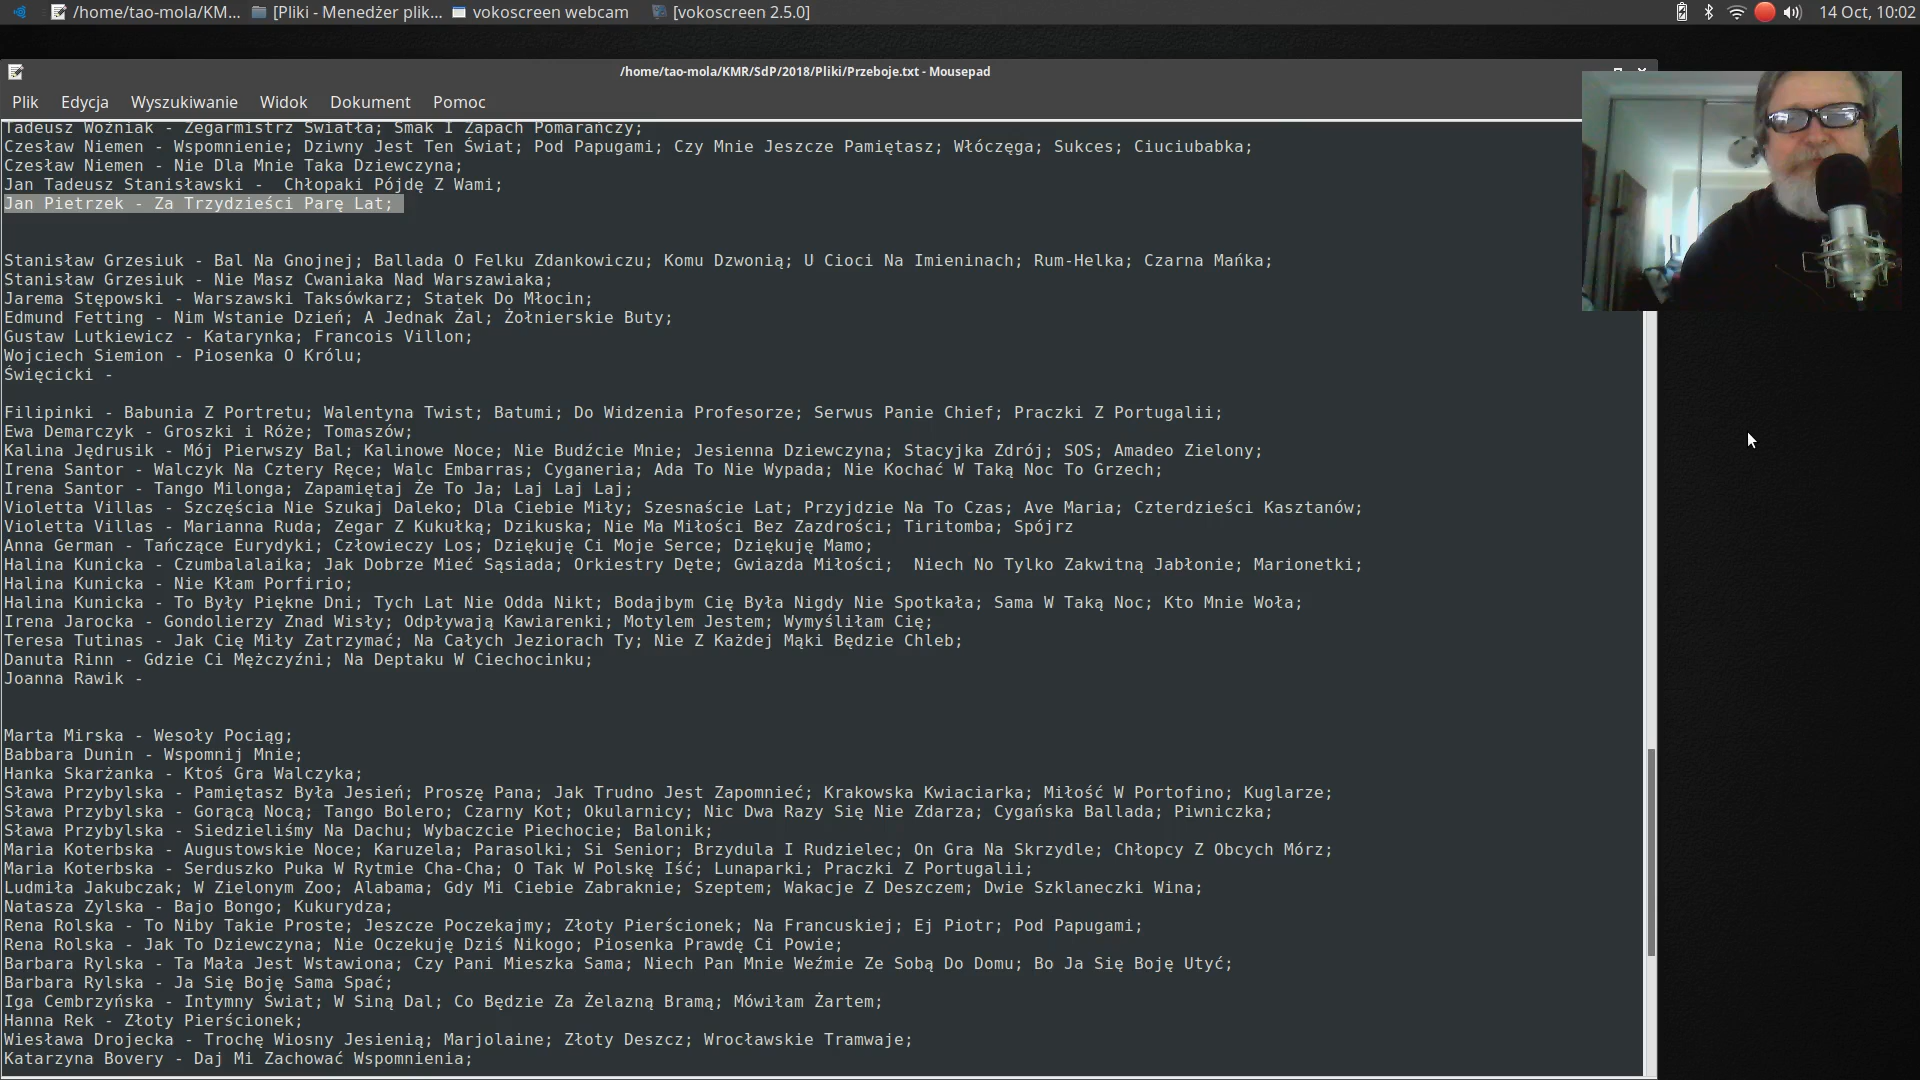 /home/tao-mola/KM... [Pliki - Menedżer plik... vokoscreen webcam [vokoscreen 2.5.0] 14 Oct, 10:02
/home/tao-mola/KMR/SdP/2018/Pliki/Przeboje.txt - Mousepad
Plik Edycja Wyszukiwanie Widok Dokument Pomoc
Tadeusz Woźniak - Zegarmistrz Światła; Smak I Zapach Pomarańczy;
Czesław Niemen - Wspomnienie; Dziwny Jest Ten Świat; Pod Papugami; Czy Mnie Jeszcze Pamiętasz; Włóczęga; Sukces; Ciuciubabka;
Czesław Niemen - Nie Dla Mnie Taka Dziewczyna;
Jan Tadeusz Stanisławski -  Chłopaki Pójdę Z Wami;
Jan Pietrzek - Za Trzydzieści Parę Lat;
Stanisław Grzesiuk - Bal Na Gnojnej; Ballada O Felku Zdankowiczu; Komu Dzwonią; U Cioci Na Imieninach; Rum-Helka; Czarna Mańka;
Stanisław Grzesiuk - Nie Masz Cwaniaka Nad Warszawiaka;
Jarema Stępowski - Warszawski Taksówkarz; Statek Do Młocin;
Edmund Fetting - Nim Wstanie Dzień; A Jednak Żal; Żołnierskie Buty;
Gustaw Lutkiewicz - Katarynka; Francois Villon;
Wojciech Siemion - Piosenka O Królu;
Święcicki -
Filipinki - Babunia Z Portretu; Walentyna Twist; Batumi; Do Widzenia Profesorze; Serwus Panie Chief; Praczki Z Portugalii;
Ewa Demarczyk - Groszki i Róże; Tomaszów;
Kalina Jędrusik - Mój Pierwszy Bal; Kalinowe Noce; Nie Budźcie Mnie; Jesienna Dziewczyna; Stacyjka Zdrój; SOS; Amadeo Zielony;
Irena Santor - Walczyk Na Cztery Ręce; Walc Embarras; Cyganeria; Ada To Nie Wypada; Nie Kochać W Taką Noc To Grzech;
Irena Santor - Tango Milonga; Zapamiętaj Że To Ja; Laj Laj Laj;
Violetta Villas - Szczęścia Nie Szukaj Daleko; Dla Ciebie Miły; Szesnaście Lat; Przyjdzie Na To Czas; Ave Maria; Czterdzieści Kasztanów;
Violetta Villas - Marianna Ruda; Zegar Z Kukułką; Dzikuska; Nie Ma Miłości Bez Zazdrości; Tiritomba; Spójrz
Anna German - Tańczące Eurydyki; Człowieczy Los; Dziękuję Ci Moje Serce; Dziękuję Mamo;
Halina Kunicka - Czumbalalaika; Jak Dobrze Mieć Sąsiada; Orkiestry Dęte; Gwiazda Miłości;  Niech No Tylko Zakwitną Jabłonie; Marionetki;
Halina Kunicka - Nie Kłam Porfirio;
Halina Kunicka - To Były Piękne Dni; Tych Lat Nie Odda Nikt; Bodajbym Cię Była Nigdy Nie Spotkała; Sama W Taką Noc; Kto Mnie Woła;
Irena Jarocka - Gondolierzy Znad Wisły; Odpływają Kawiarenki; Motylem Jestem; Wymyśliłam Cię;
Teresa Tutinas - Jak Cię Miły Zatrzymać; Na Całych Jeziorach Ty; Nie Z Każdej Mąki Będzie Chleb;
Danuta Rinn - Gdzie Ci Mężczyźni; Na Deptaku W Ciechocinku;
Joanna Rawik -
Marta Mirska - Wesoły Pociąg;
Babbara Dunin - Wspomnij Mnie;
Hanka Skarżanka - Ktoś Gra Walczyka;
Sława Przybylska - Pamiętasz Była Jesień; Proszę Pana; Jak Trudno Jest Zapomnieć; Krakowska Kwiaciarka; Miłość W Portofino; Kuglarze;
Sława Przybylska - Gorącą Nocą; Tango Bolero; Czarny Kot; Okularnicy; Nic Dwa Razy Się Nie Zdarza; Cygańska Ballada; Piwniczka;
Sława Przybylska - Siedzieliśmy Na Dachu; Wybaczcie Piechocie; Balonik;
Maria Koterbska - Augustowskie Noce; Karuzela; Parasolki; Si Senior; Brzydula I Rudzielec; On Gra Na Skrzydle; Chłopcy Z Obcych Mórz;
Maria Koterbska - Serduszko Puka W Rytmie Cha-Cha; O Tak W Polskę Iść; Lunaparki; Praczki Z Portugalii;
Ludmiła Jakubczak; W Zielonym Zoo; Alabama; Gdy Mi Ciebie Zabraknie; Szeptem; Wakacje Z Deszczem; Dwie Szklaneczki Wina;
Natasza Zylska - Bajo Bongo; Kukurydza;
Rena Rolska - To Niby Takie Proste; Jeszcze Poczekajmy; Złoty Pierścionek; Na Francuskiej; Ej Piotr; Pod Papugami;
Rena Rolska - Jak To Dziewczyna; Nie Oczekuję Dziś Nikogo; Piosenka Prawdę Ci Powie;
Barbara Rylska - Ta Mała Jest Wstawiona; Czy Pani Mieszka Sama; Niech Pan Mnie Weźmie Ze Sobą Do Domu; Bo Ja Się Boję Utyć;
Barbara Rylska - Ja Się Boję Sama Spać;
Iga Cembrzyńska - Intymny Świat; W Siną Dal; Co Będzie Za Żelazną Bramą; Mówiłam Żartem;
Hanna Rek - Złoty Pierścionek;
Wiesława Drojecka - Trochę Wiosny Jesienią; Marjolaine; Złoty Deszcz; Wrocławskie Tramwaje;
Katarzyna Bovery - Daj Mi Zachować Wspomnienia;